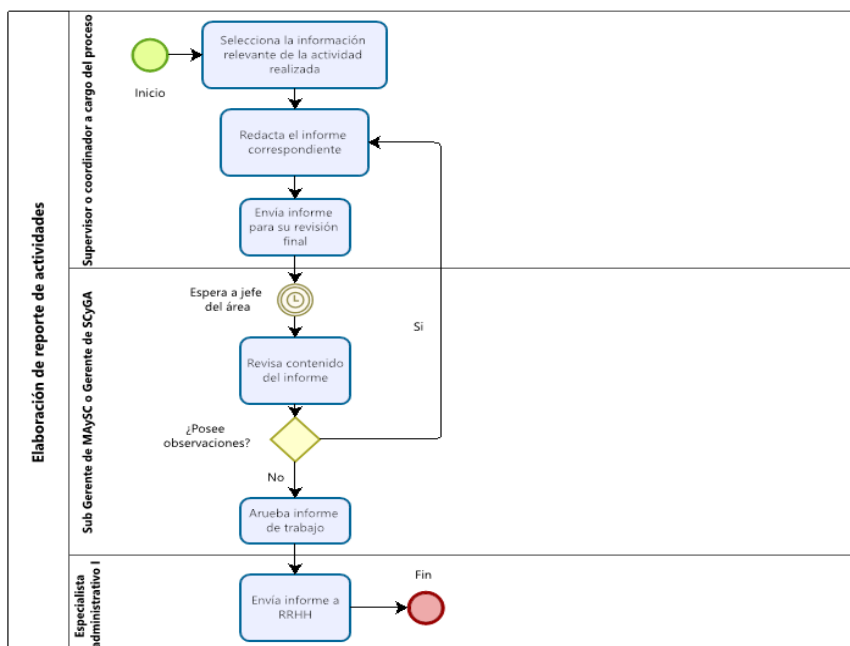 Elaboración de reporte de actividades
Supervisor o coordinador a cargo del proceso
Inicio
Selecciona la información
relevante de la actividad
realizada
Redacta el informe
correspondiente
Envía informe
para su revisión
final
Sub Gerente de MAySC o Gerente de SCyGA
Espera a jefe
del área
Revisa contenido
del informe
Si
¿Posee
observaciones?
No
Arueba informe
de trabajo
Especialista
administrativo I
Envía informe a
RRHH
Fin